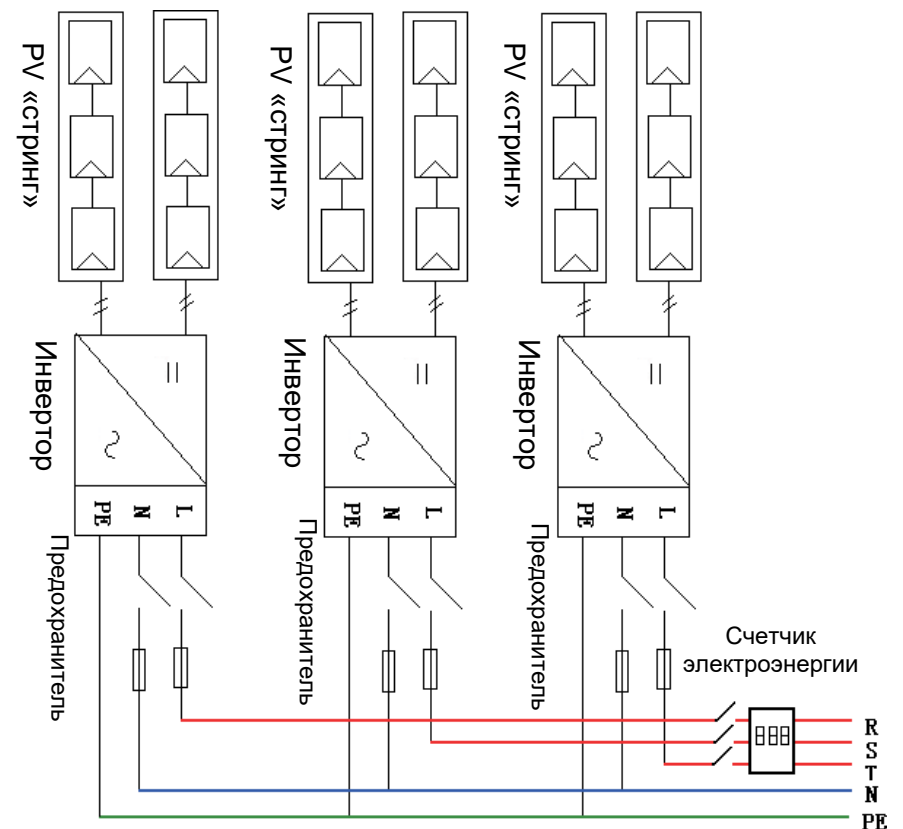 PV «стринг»
PV «стринг»
PV «стринг»
Инвертор
Инвертор
Инвертор
PE N L
PE N L
PE N L
Предохранитель
Предохранитель
Предохранитель
Счетчик
электроэнергии
R
S
T
N
PE